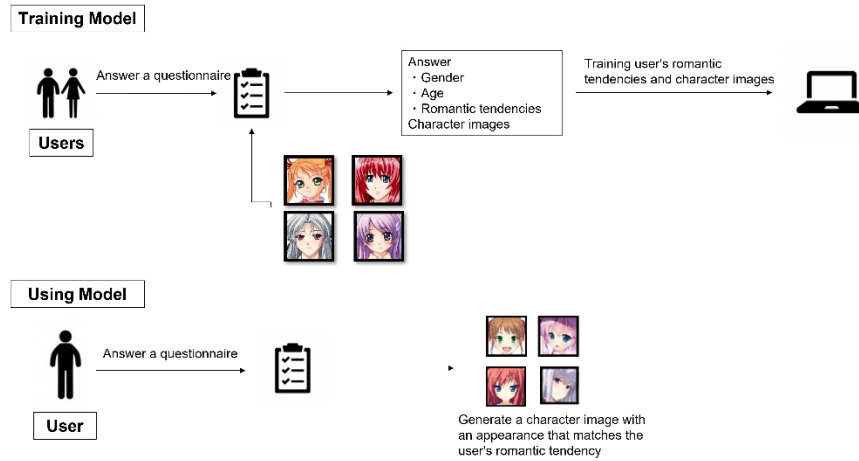 Training Model
Answer a questionnaire
Users
Answer
・Gender
・Age
・Romantic tendencies
Character images
Training user's romantic
tendencies and character images
Using Model
Answer a questionnaire
User
Generate a character image with
an appearance that matches the
user's romantic tendency